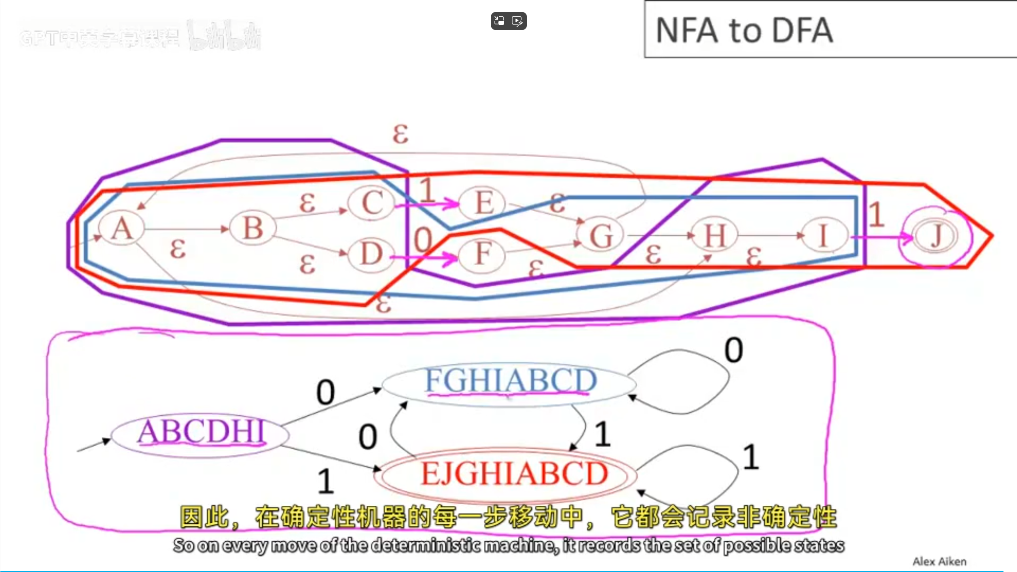 NFA to DFA
ε
C
1
E
ε
ε
A
B
G
H
I
1
J
ε
ε
D
0
F
ε
ε
ε
ε
0
FGHIABCD
0
ABCDHI
0
1
1
EJGHIABCD
1
因此，在确定性机器的每一步移动中，它都会记录非确定性
So on every move of the deterministic machine, it records the set of possible states
Alex Aiken